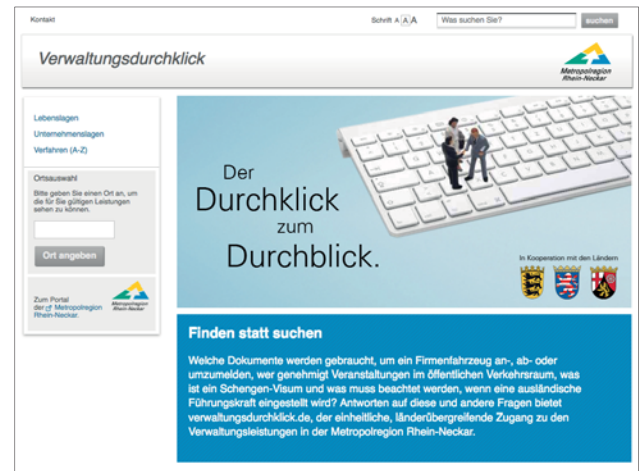 Kontakt
Schrift A A A
Was suchen Sie?
suchen
Verwaltungsdurchklick
Metropolregion
Rhein-Neckar
Lebenslagen
Unternehmenslagen
Verfahren (A-Z)
Ortsauswahl
Bitte geben Sie einen Ort an, um
die für Sie gültigen Leistungen
sehen zu können.
Ort angeben
Zum Portal
der Metropolregion
Rhein-Neckar.
Metropolregion
Rhein-Neckar
Der
Durchklick
zum
Durchblick.
In Kooperation mit den Ländern
Finden statt suchen
Welche Dokumente werden gebraucht, um ein Firmenfahrzeug an-, ab- oder
umzumelden, wer genehmigt Veranstaltungen im öffentlichen Verkehrsraum, was
ist ein Schengen-Visum und was muss beachtet werden, wenn eine ausländische
Führungskraft eingestellt wird? Antworten auf diese und andere Fragen bietet
verwaltungsdurchklick.de, der einheitliche, länderübergreifende Zugang zu den
Verwaltungsleistungen in der Metropolregion Rhein-Neckar.